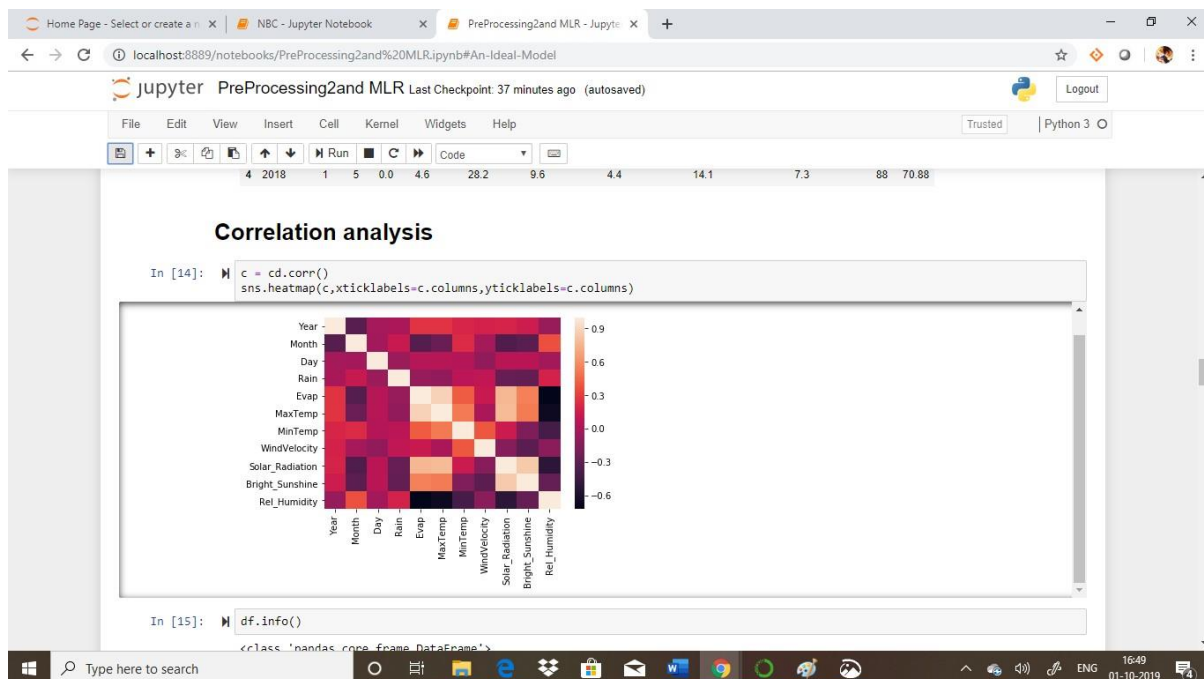 Home Page - Select or create a n
NBC - Jupyter Notebook
PreProcessing2and MLR - Jupyte
localhost:8889/notebooks/PreProcessing2and%20MLR.ipynb#An-Ideal-Model
jupyter PreProcessing2and MLR Last Checkpoint: 37 minutes ago (autosaved)
Logout
File Edit View Insert Cell Kernel Widgets Help
Trusted
Python 3
Run
Code
4 2018 1 5 0.0 4.6 28.2 9.6 4.4 14.1 7.3 88 70.88
Correlation analysis
In [14]:
c = cd.corr()
sns.heatmap(c,xticklabels=c.columns,yticklabels=c.columns)
Year
Month
Day
Rain
Evap
MaxTemp
MinTemp
WindVelocity
Solar_Radiation
Bright_Sunshine
Rel_Humidity
Year
Month
Day
Rain
Evap
MaxTemp
MinTemp
WindVelocity
Solar_Radiation
Bright_Sunshine
Rel_Humidity
0.9
0.6
0.3
0.0
−0.3
−0.6
In [15]:
df.info()
<class 'pandas.core.frame.DataFrame'>
Type here to search
ENG
16:49
01-10-2019
4